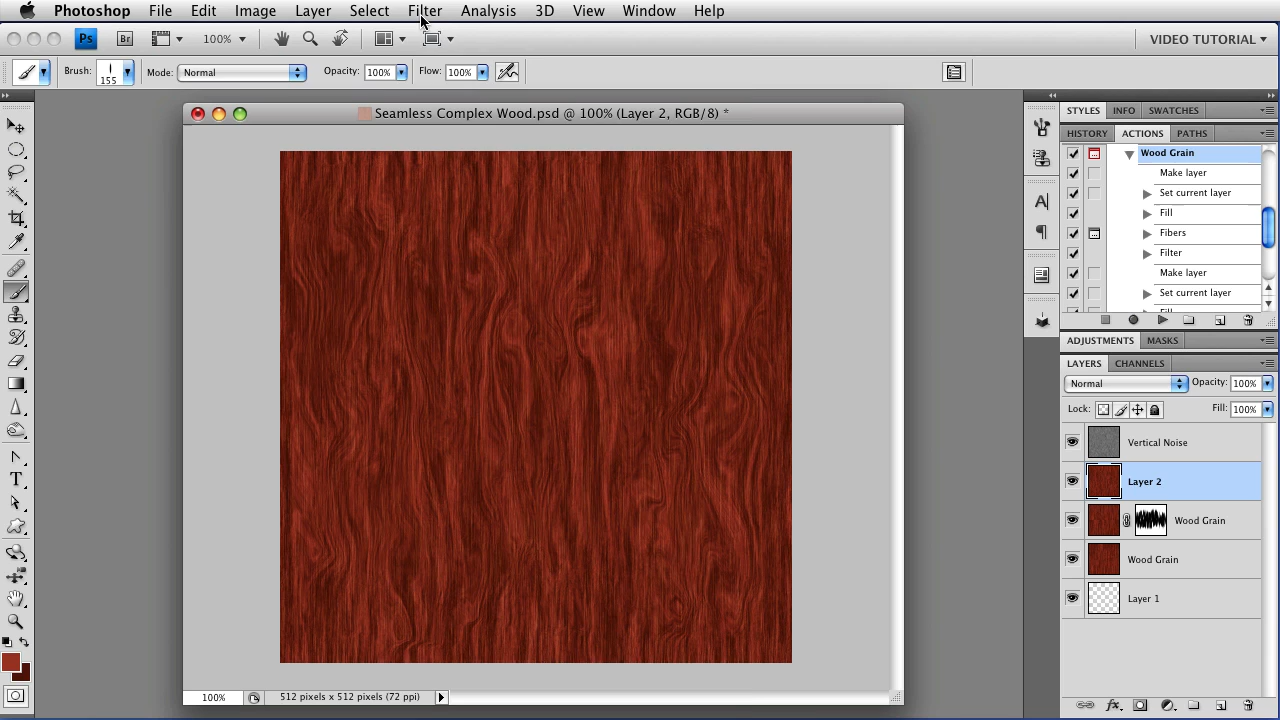 Photoshop File Edit Image Layer Select Filter Analysis 3D View Window Help
Ps Br 100% VIDEO TUTORIAL
Brush: 155 Mode: Normal Opacity: 100% Flow: 100%
Seamless Complex Wood.psd @ 100% (Layer 2, RGB/8) *
STYLES INFO SWATCHES
HISTORY ACTIONS PATHS
Wood Grain
Make layer
Set current layer
Fill
Fibers
Filter
Make layer
Set current layer
ADJUSTMENTS MASKS
LAYERS CHANNELS
Normal Opacity: 100%
Lock: Fill: 100%
Vertical Noise
Layer 2
Wood Grain
Wood Grain
Layer 1
100% 512 pixels x 512 pixels (72 ppi)